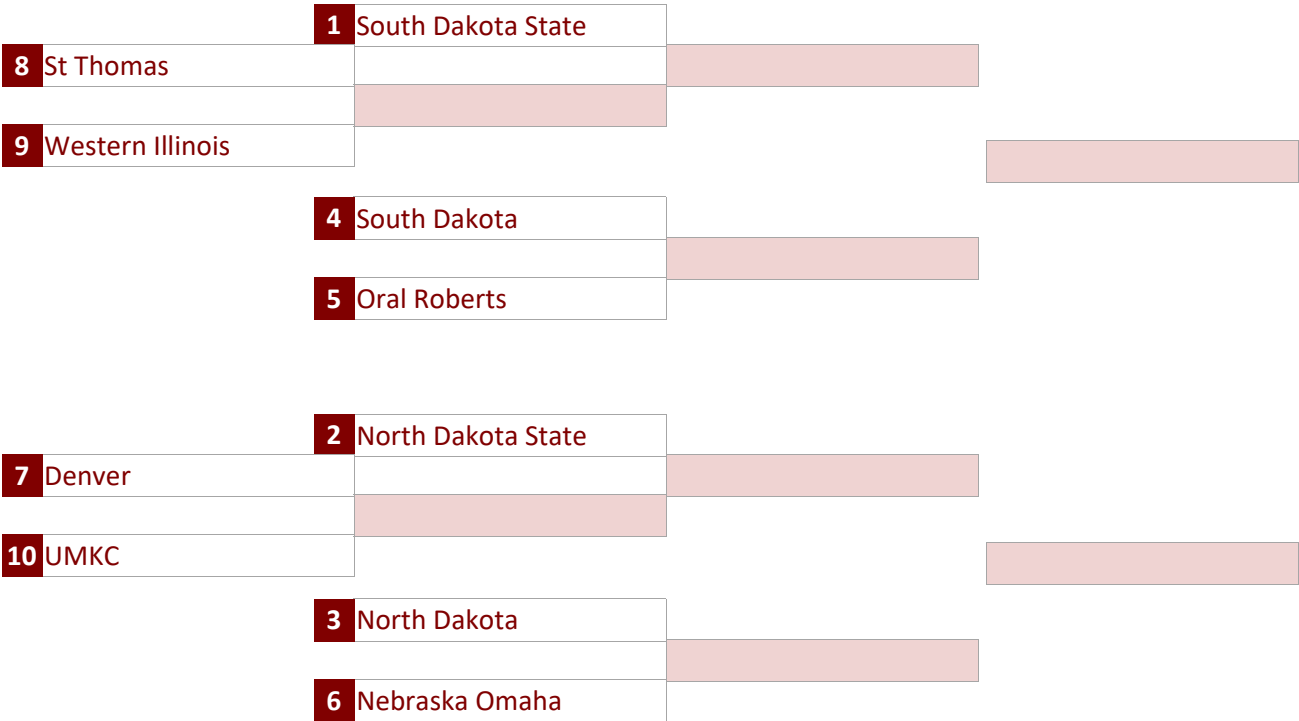 1 South Dakota State
8 St Thomas
9 Western Illinois
4 South Dakota
5 Oral Roberts
2 North Dakota State
7 Denver
10 UMKC
3 North Dakota
6 Nebraska Omaha